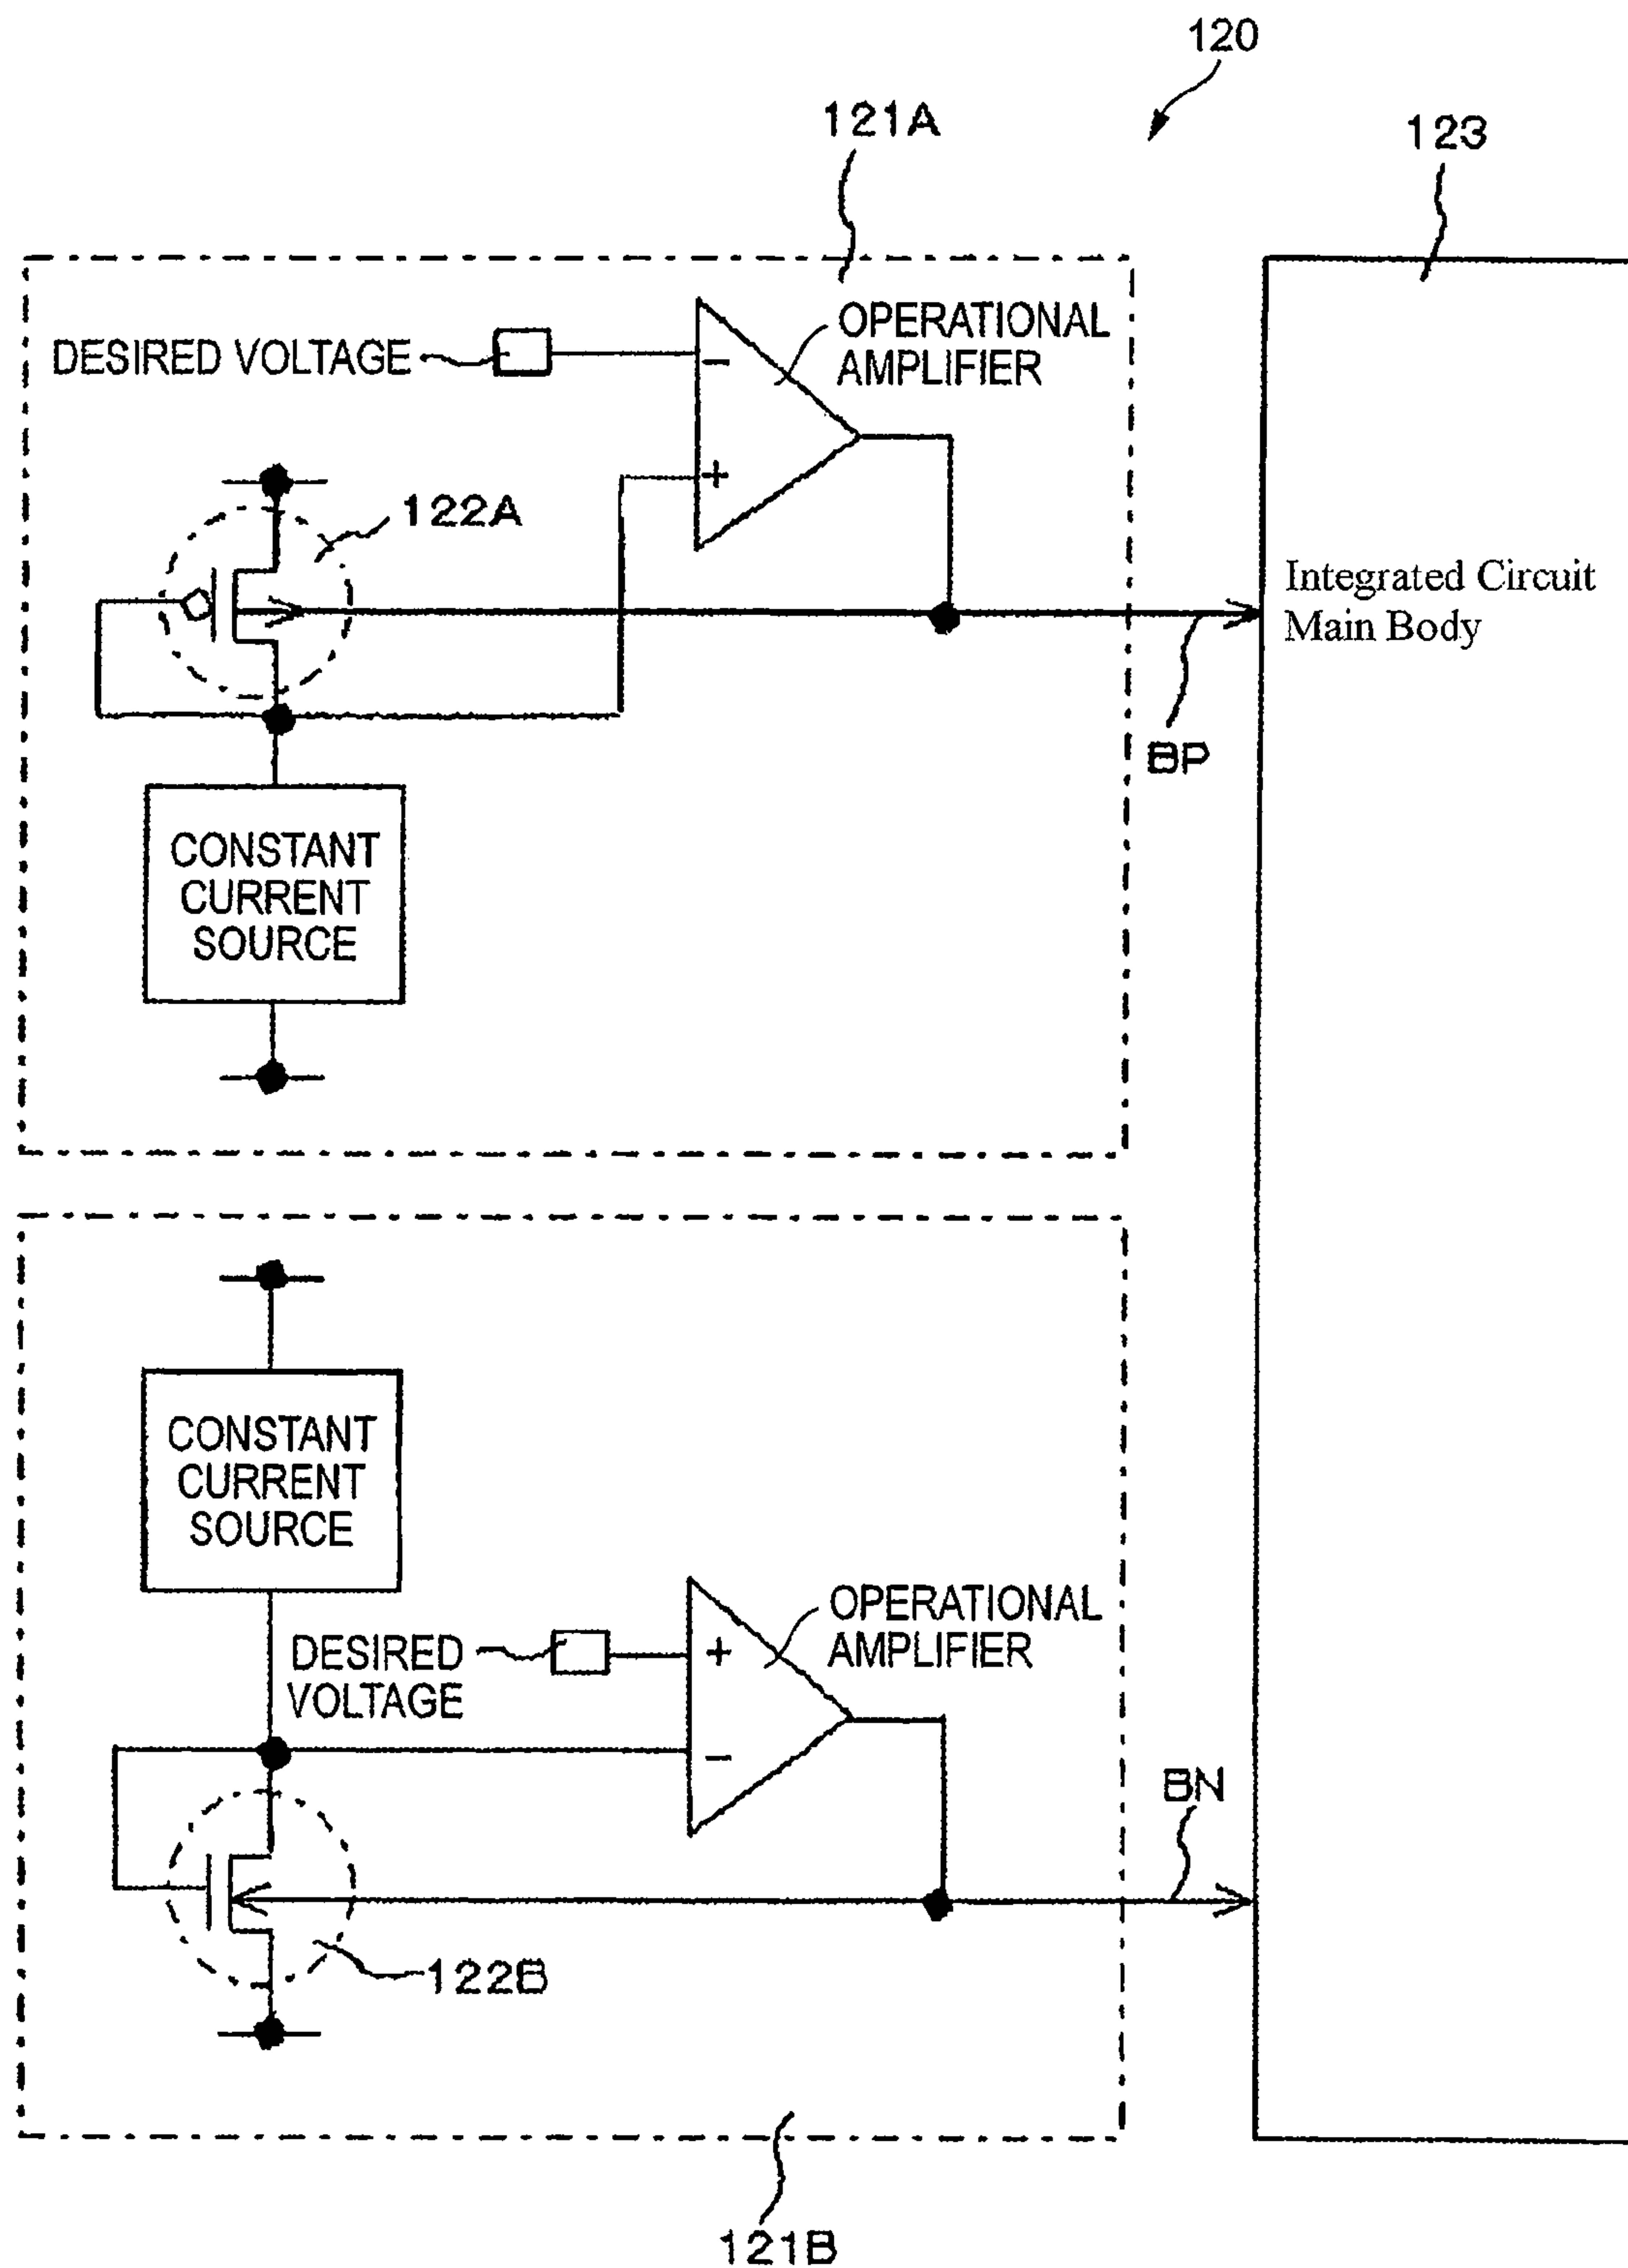 120
121A
123
OPERATIONAL
AMPLIFIER
DESIRED VOLTAGE
−
+
122A
Integrated Circuit
Main Body
BP
CONSTANT
CURRENT
SOURCE
CONSTANT
CURRENT
SOURCE
OPERATIONAL
AMPLIFIER
DESIRED
VOLTAGE
+
−
BN
122B
121B